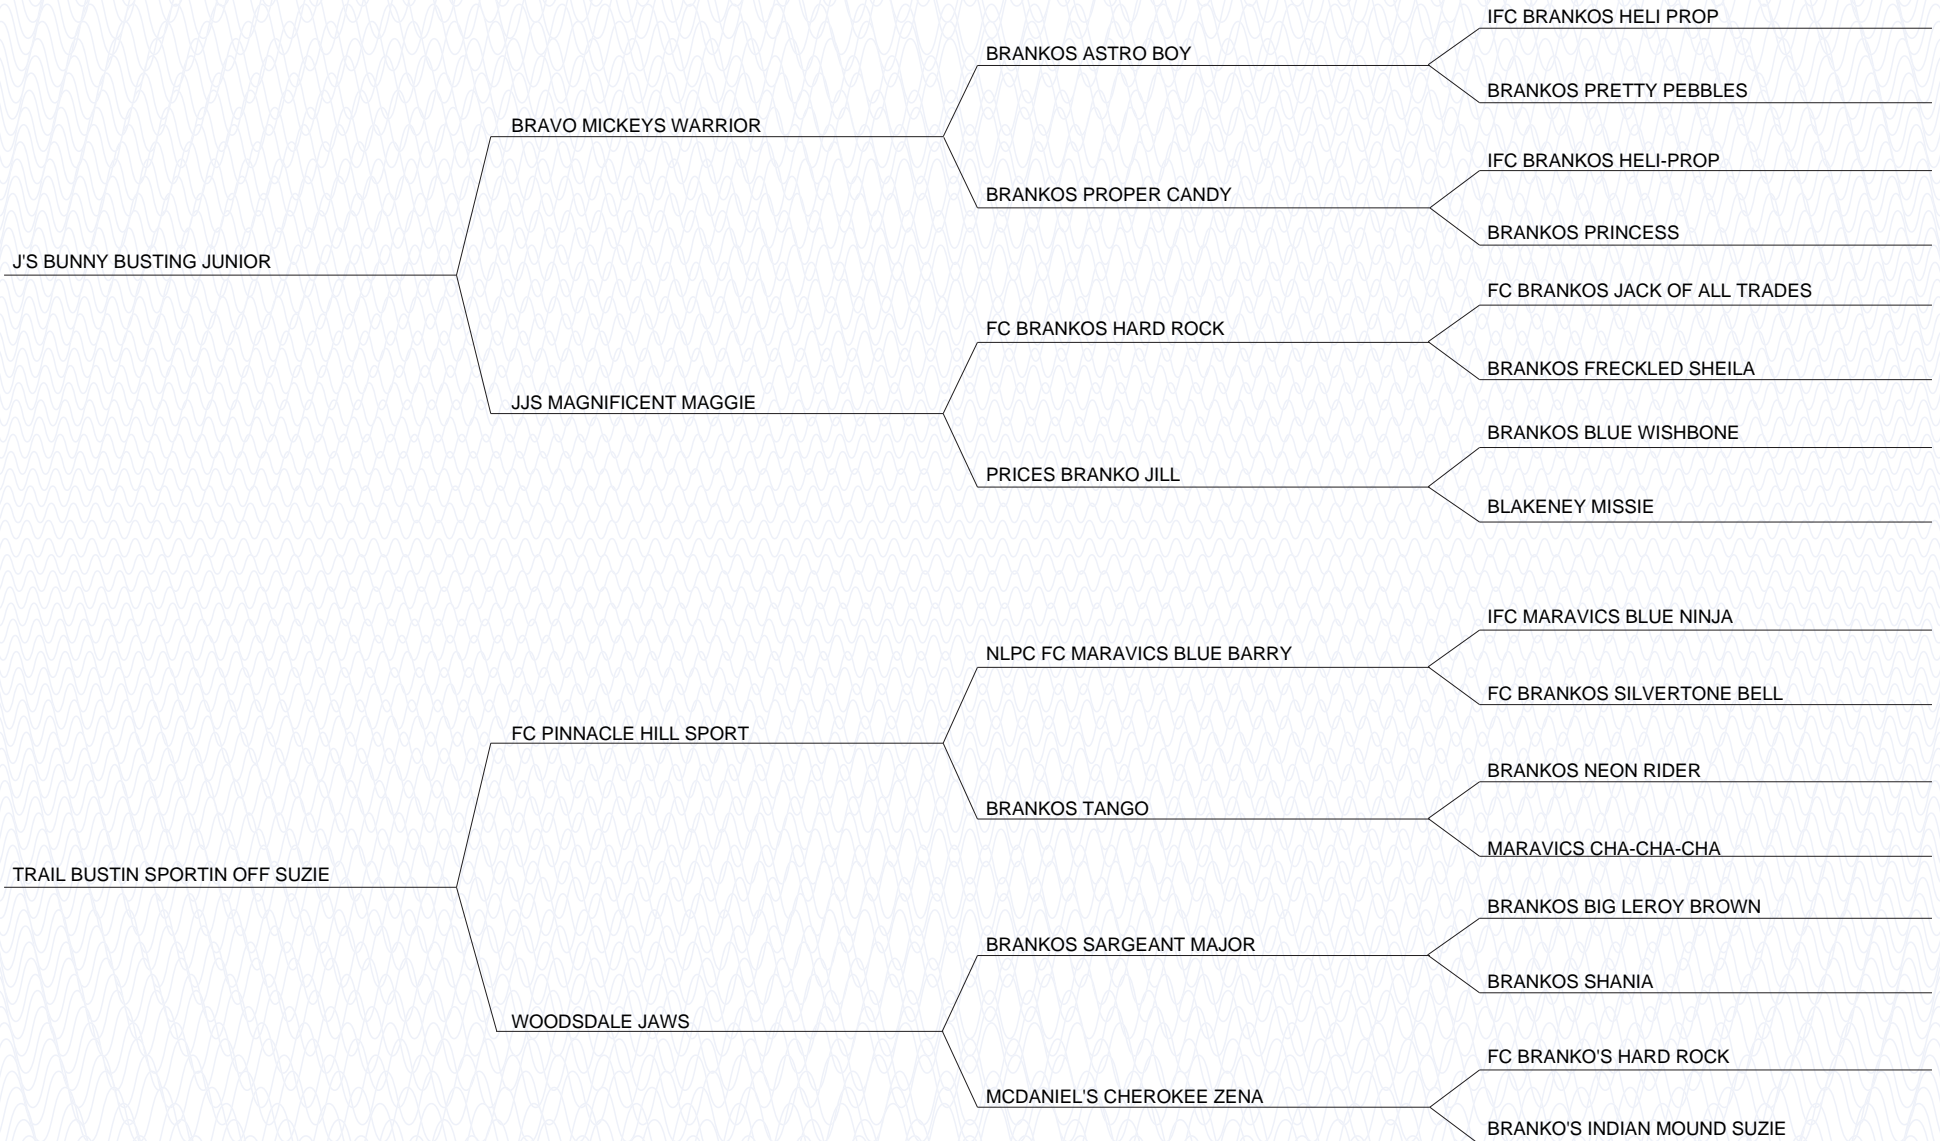 IFC BRANKOS HELI PROP
BRANKOS ASTRO BOY
BRANKOS PRETTY PEBBLES
BRAVO MICKEYS WARRIOR
IFC BRANKOS HELI-PROP
BRANKOS PROPER CANDY
BRANKOS PRINCESS
J'S BUNNY BUSTING JUNIOR
FC BRANKOS JACK OF ALL TRADES
FC BRANKOS HARD ROCK
BRANKOS FRECKLED SHEILA
JJS MAGNIFICENT MAGGIE
BRANKOS BLUE WISHBONE
PRICES BRANKO JILL
BLAKENEY MISSIE
IFC MARAVICS BLUE NINJA
NLPC FC MARAVICS BLUE BARRY
FC BRANKOS SILVERTONE BELL
FC PINNACLE HILL SPORT
BRANKOS NEON RIDER
BRANKOS TANGO
MARAVICS CHA-CHA-CHA
TRAIL BUSTIN SPORTIN OFF SUZIE
BRANKOS BIG LEROY BROWN
BRANKOS SARGEANT MAJOR
BRANKOS SHANIA
WOODSDALE JAWS
FC BRANKO'S HARD ROCK
MCDANIEL'S CHEROKEE ZENA
BRANKO'S INDIAN MOUND SUZIE